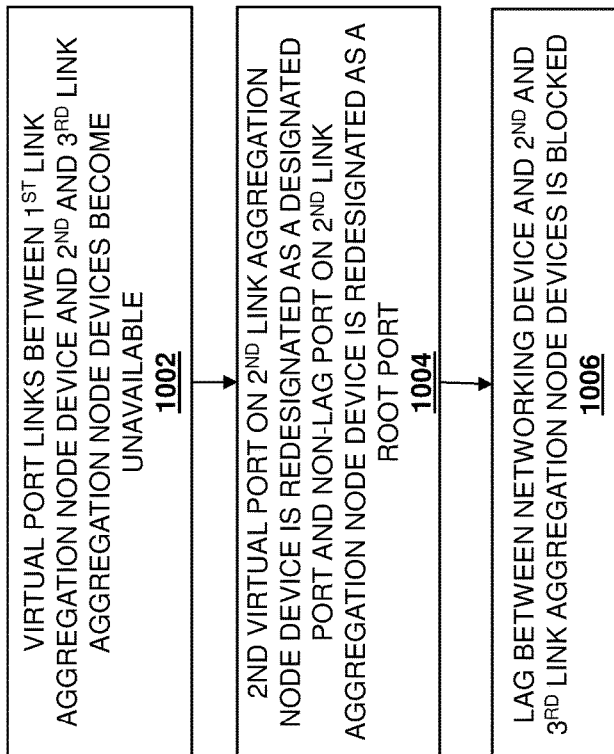 VIRTUAL PORT LINKS BETWEEN 1ST LINK
AGGREGATION NODE DEVICE AND 2ND AND 3RD LINK
AGGREGATION NODE DEVICES BECOME
UNAVAILABLE
1002
2ND VIRTUAL PORT ON 2ND LINK AGGREGATION
NODE DEVICE IS REDESIGNATED AS A DESIGNATED
PORT AND NON-LAG PORT ON 2ND LINK
AGGREGATION NODE DEVICE IS REDESIGNATED AS A
ROOT PORT
1004
LAG BETWEEN NETWORKING DEVICE AND 2ND AND
3RD LINK AGGREGATION NODE DEVICES IS BLOCKED
1006